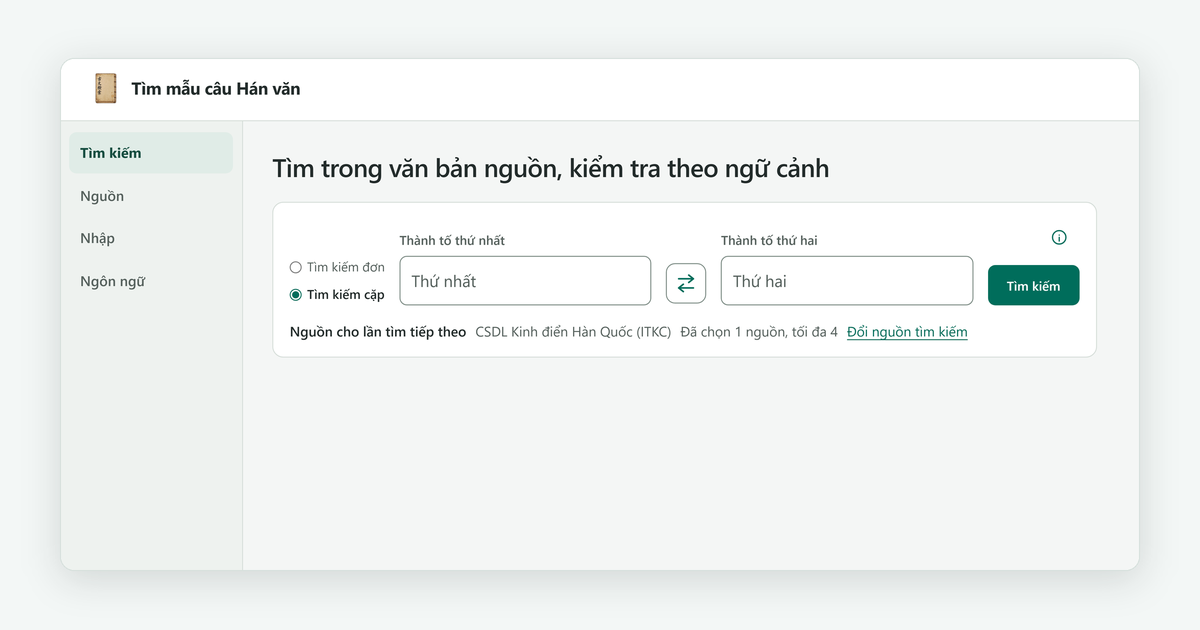 Tìm mẫu câu Hán văn
Tìm kiếm
Nguồn
Nhập
Ngôn ngữ
Tìm trong văn bản nguồn, kiểm tra theo ngữ cảnh
Tìm kiếm đơn
Tìm kiếm cặp
Thành tố thứ nhất
Thứ nhất
Thành tố thứ hai
Thứ hai
Tìm kiếm
Nguồn cho lần tìm tiếp theo CSDL Kinh điển Hàn Quốc (ITKC) Đã chọn 1 nguồn, tối đa 4 Đổi nguồn tìm kiếm